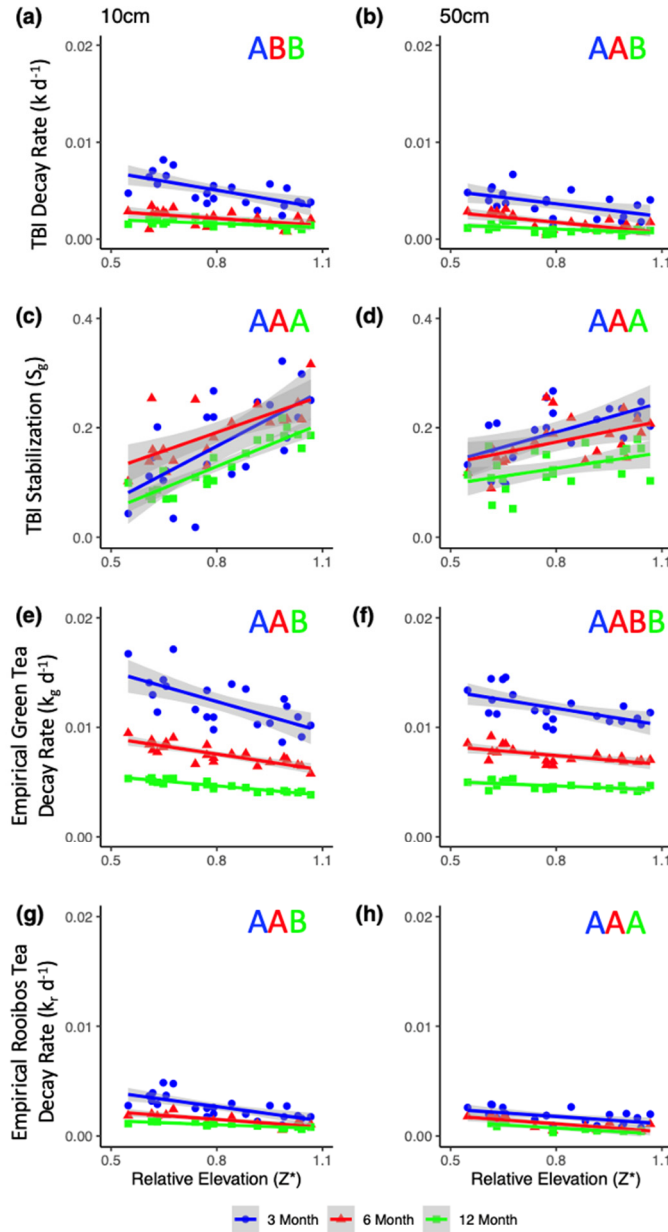 (a) 10cm (b) 50cm
ABB AAB
TBI Decay Rate (k d-1)
0.02 0.02
0.01 0.01
0.00 0.00
0.5 0.8 1.1 0.5 0.8 1.1
(c) (d)
AAA AAA
TBI Stabilization (Sg)
0.4 0.4
0.2 0.2
0.0 0.0
0.5 0.8 1.1 0.5 0.8 1.1
(e) (f)
AAB AABB
Empirical Green Tea
Decay Rate (kg d-1)
0.02 0.02
0.01 0.01
0.00 0.00
0.5 0.8 1.1 0.5 0.8 1.1
(g) (h)
AAB AAA
Empirical Rooibos Tea
Decay Rate (kr d-1)
0.02 0.02
0.01 0.01
0.00 0.00
0.5 0.8 1.1 0.5 0.8 1.1
Relative Elevation (Z*) Relative Elevation (Z*)
3 Month 6 Month 12 Month